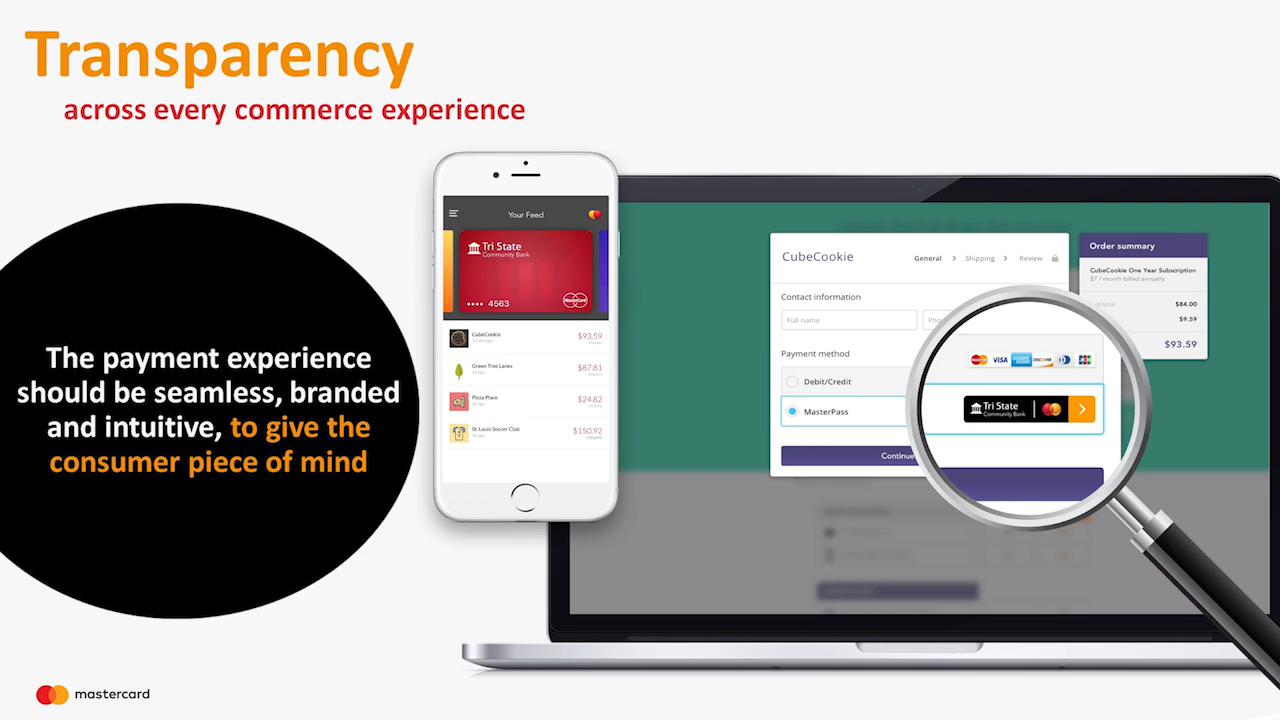 Transparency
across every commerce experience
The payment experience
should be seamless, branded
and intuitive, to give the
consumer piece of mind
Your Feed
Tri State
Community Bank
•••• 4563
MasterCard
CubeCookie
$93.59
Green Tree Lanes
$87.81
Pizza Place
$24.82
St. Louis Soccer Club
$150.92
CubeCookie
General > Shipping > Review
Contact information
Full name
Payment method
Debit/Credit
MasterPass
Continue
Order summary
CubeCookie One Year Subscription
$7 / month billed annually
$84.00
$9.59
$93.59
VISA
DISCOVER
JCB
Tri State
Community Bank
mastercard